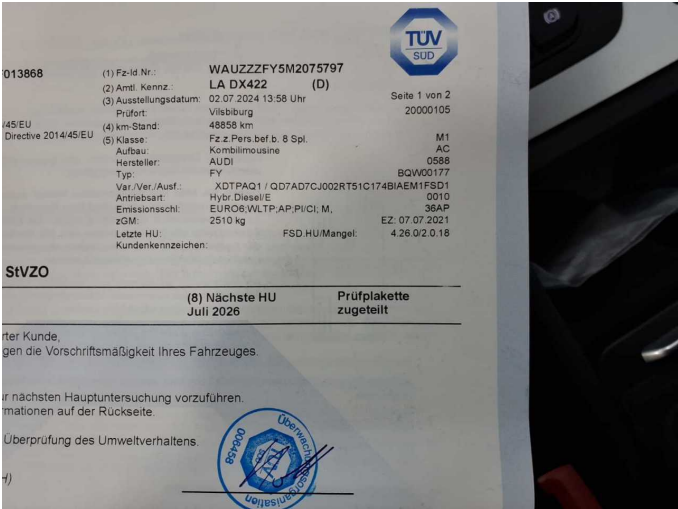 TÜV
SÜD
013868
(1) Fz-Id.Nr.: WAUZZZFY5M2075797
(2) Amtl. Kennz.: LA DX422 (D)
(3) Ausstellungsdatum: 02.07.2024 13:58 Uhr Seite 1 von 2
Prüfort: Vilsbiburg 20000105
/45/EU (4) km-Stand: 48858 km
Directive 2014/45/EU (5) Klasse: Fz.z.Pers.bef.b. 8 Spl. M1
Aufbau: Kombilimousine AC
Hersteller: AUDI 0588
Typ: FY BQW00177
Var./Ver./Ausf.: XDTPAQ1 / QD7AD7CJ002RT51C174BIAEM1FSD1
Antriebsart: Hybr.Diesel/E 0010
Emissionsschl: EURO6;WLTP;AP;PI/CI; M, 36AP
zGM: 2510 kg EZ: 07.07.2021
Letzte HU: FSD.HU/Mangel: 4.26.0/2.0.18
Kundenkennzeichen:
StVZO
(8) Nächste HU Prüfplakette
Juli 2026 zugeteilt
rter Kunde,
gen die Vorschriftsmäßigkeit Ihres Fahrzeuges.
ur nächsten Hauptuntersuchung vorzuführen.
rmationen auf der Rückseite.
Überprüfung des Umweltverhaltens.
H)
Überwachungsorganisation
006458
TÜV